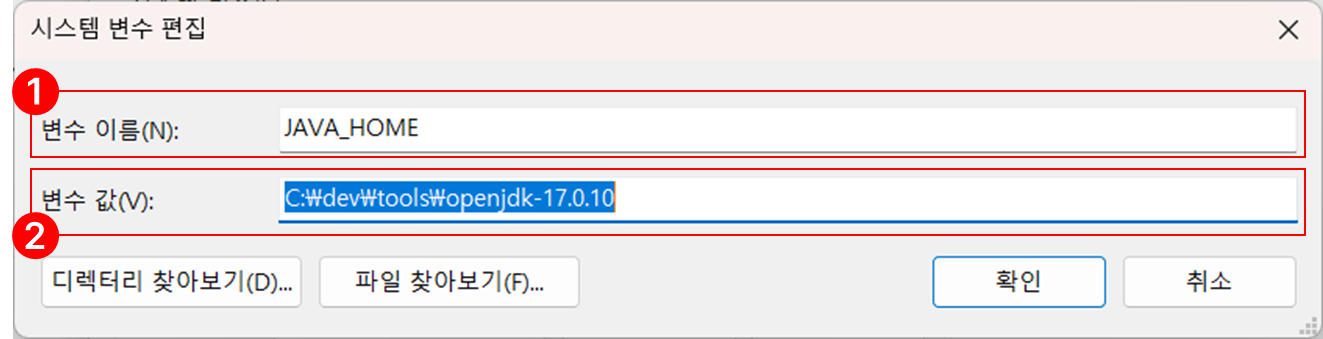 시스템 변수 편집
1
변수 이름(N): JAVA_HOME
변수 값(V): C:₩dev₩tools₩openjdk-17.0.10
2
디렉터리 찾아보기(D)... 파일 찾아보기(F)... 확인 취소